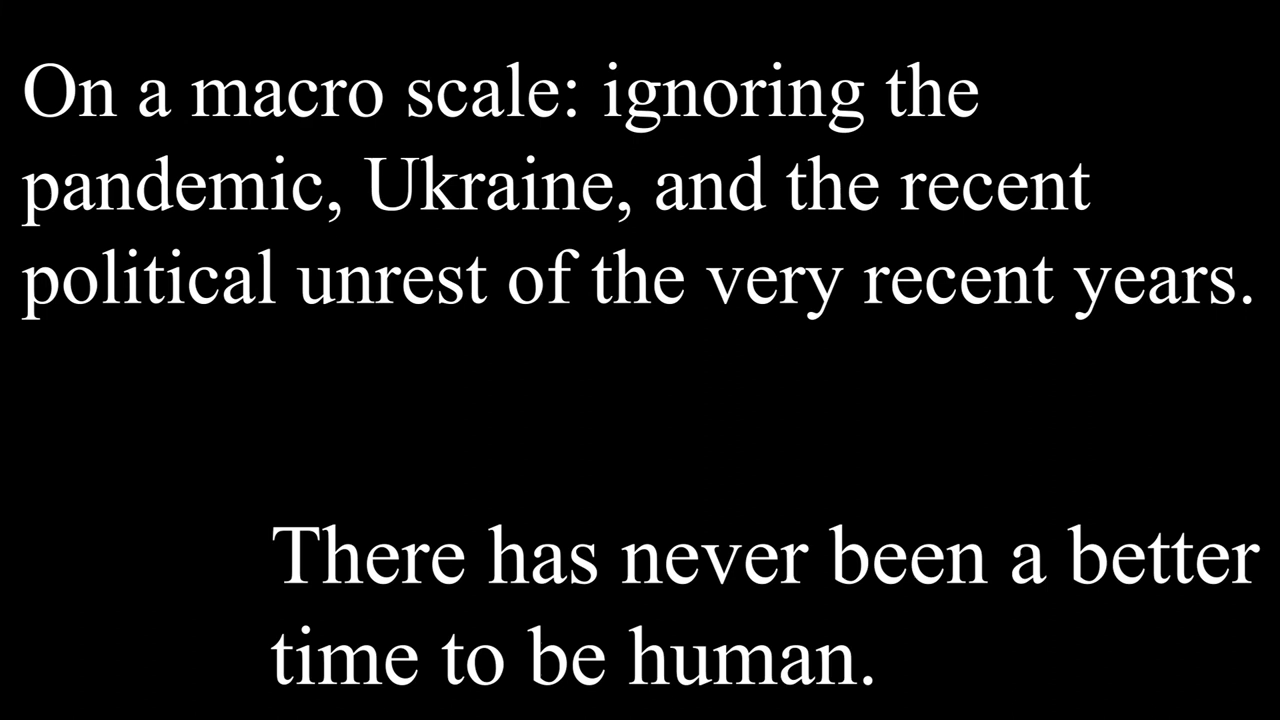 On a macro scale: ignoring the
pandemic, Ukraine, and the recent
political unrest of the very recent years.
There has never been a better
time to be human.